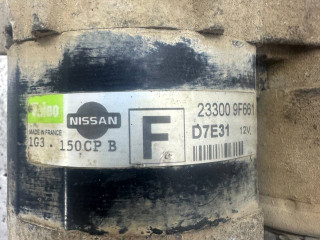 Valeo
MADE IN FRANCE
1G3 . 150CP B
NISSAN
F
23300 9F661
D7E31 12V.